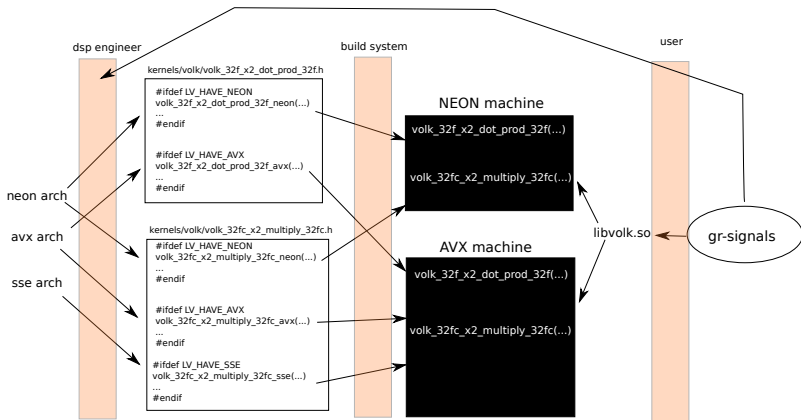 dsp engineer
build system
user
kernels/volk/volk_32f_x2_dot_prod_32f.h
#ifdef LV_HAVE_NEON
volk_32f_x2_dot_prod_32f_neon(...)
...
#endif
#ifdef LV_HAVE_AVX
volk_32f_x2_dot_prod_32f_avx(...)
...
#endif
NEON machine
volk_32f_x2_dot_prod_32f(...)
volk_32fc_x2_multiply_32fc(...)
neon arch
avx arch
sse arch
kernels/volk/volk_32fc_x2_multiply_32fc.h
#ifdef LV_HAVE_NEON
volk_32fc_x2_multiply_32fc_neon(...)
...
#endif
#ifdef LV_HAVE_AVX
volk_32fc_x2_multiply_32fc_avx(...)
...
#endif
#ifdef LV_HAVE_SSE
volk_32fc_x2_multiply_32fc_sse(...)
...
#endif
AVX machine
volk_32f_x2_dot_prod_32f(...)
volk_32fc_x2_multiply_32fc(...)
libvolk.so
gr-signals